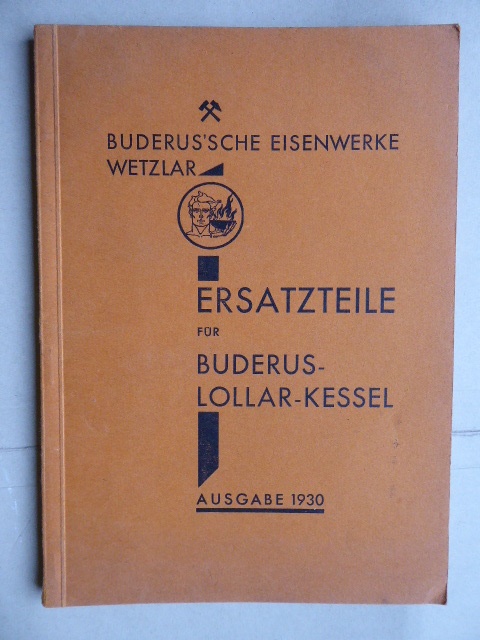 BUDERUS'SCHE EISENWERKE
WETZLAR
ERSATZTEILE
FÜR
BUDERUS-
LOLLAR-KESSEL
AUSGABE 1930